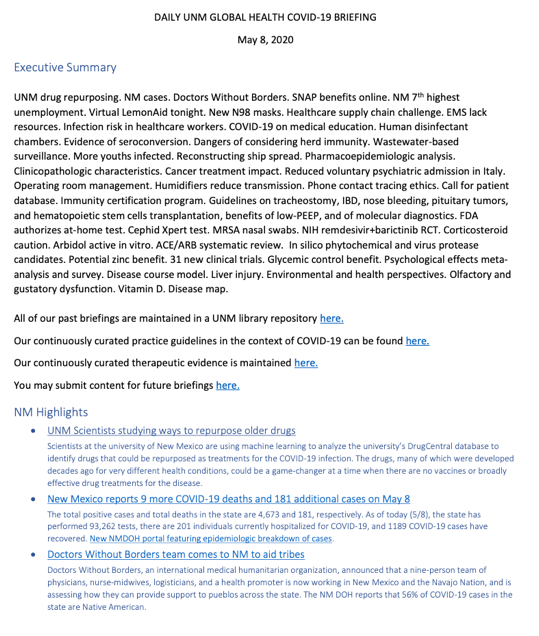 DAILY UNM GLOBAL HEALTH COVID-19 BRIEFING
May 8, 2020
Executive Summary
UNM drug repurposing. NM cases. Doctors Without Borders. SNAP benefits online. NM 7th highest
unemployment. Virtual LemonAid tonight. New N98 masks. Healthcare supply chain challenge. EMS lack
resources. Infection risk in healthcare workers. COVID-19 on medical education. Human disinfectant
chambers. Evidence of seroconversion. Dangers of considering herd immunity. Wastewater-based
surveillance. More youths infected. Reconstructing ship spread. Pharmacoepidemiologic analysis.
Clinicopathologic characteristics. Cancer treatment impact. Reduced voluntary psychiatric admission in Italy.
Operating room management. Humidifiers reduce transmission. Phone contact tracing ethics. Call for patient
database. Immunity certification program. Guidelines on tracheostomy, IBD, nose bleeding, pituitary tumors,
and hematopoietic stem cells transplantation, benefits of low-PEEP, and of molecular diagnostics. FDA
authorizes at-home test. Cephid Xpert test. MRSA nasal swabs. NIH remdesivir+barictinib RCT. Corticosteroid
caution. Arbidol active in vitro. ACE/ARB systematic review. In silico phytochemical and virus protease
candidates. Potential zinc benefit. 31 new clinical trials. Glycemic control benefit. Psychological effects meta-
analysis and survey. Disease course model. Liver injury. Environmental and health perspectives. Olfactory and
gustatory dysfunction. Vitamin D. Disease map.
All of our past briefings are maintained in a UNM library repository here.
Our continuously curated practice guidelines in the context of COVID-19 can be found here.
Our continuously curated therapeutic evidence is maintained here.
You may submit content for future briefings here.
NM Highlights
• UNM Scientists studying ways to repurpose older drugs
Scientists at the university of New Mexico are using machine learning to analyze the university's DrugCentral database to
identify drugs that could be repurposed as treatments for the COVID-19 infection. The drugs, many of which were developed
decades ago for very different health conditions, could be a game-changer at a time when there are no vaccines or broadly
effective drug treatments for the disease.
• New Mexico reports 9 more COVID-19 deaths and 181 additional cases on May 8
The total positive cases and total deaths in the state are 4,673 and 181, respectively. As of today (5/8), the state has
performed 93,262 tests, there are 201 individuals currently hospitalized for COVID-19, and 1189 COVID-19 cases have
recovered. New NMDOH portal featuring epidemiologic breakdown of cases.
• Doctors Without Borders team comes to NM to aid tribes
Doctors Without Borders, an international medical humanitarian organization, announced that a nine-person team of
physicians, nurse-midwives, logisticians, and a health promoter is now working in New Mexico and the Navajo Nation, and is
assessing how they can provide support to pueblos across the state. The NM DOH reports that 56% of COVID-19 cases in the
state are Native American.